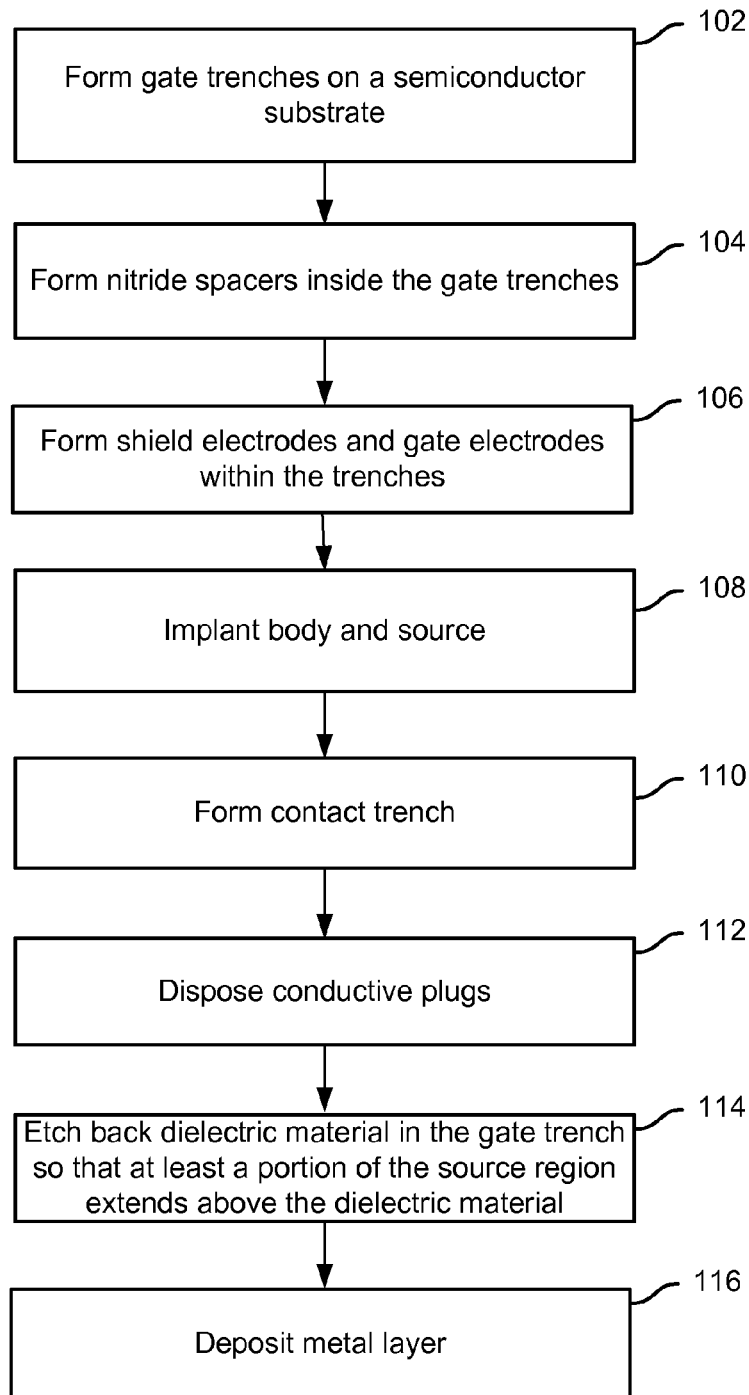 102
Form gate trenches on a semiconductor
substrate
104
Form nitride spacers inside the gate trenches
106
Form shield electrodes and gate electrodes
within the trenches
108
Implant body and source
110
Form contact trench
112
Dispose conductive plugs
114
Etch back dielectric material in the gate trench
so that at least a portion of the source region
extends above the dielectric material
116
Deposit metal layer